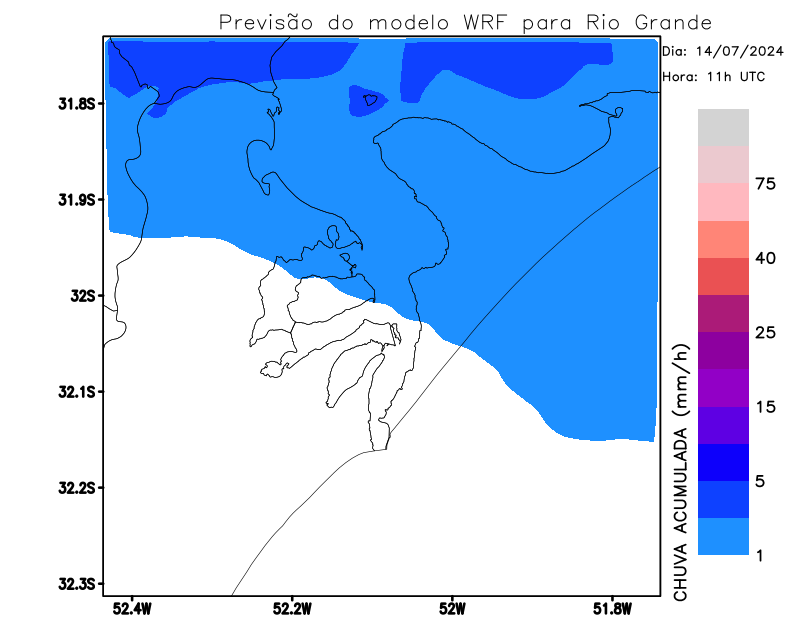 Previsão do modelo WRF para Rio Grande
Dia: 14/07/2024
Hora: 11h UTC
31.8S
31.9S
32S
32.1S
32.2S
32.3S
52.4W
52.2W
52W
51.8W
75
40
25
15
5
1
CHUVA ACUMULADA (mm/h)